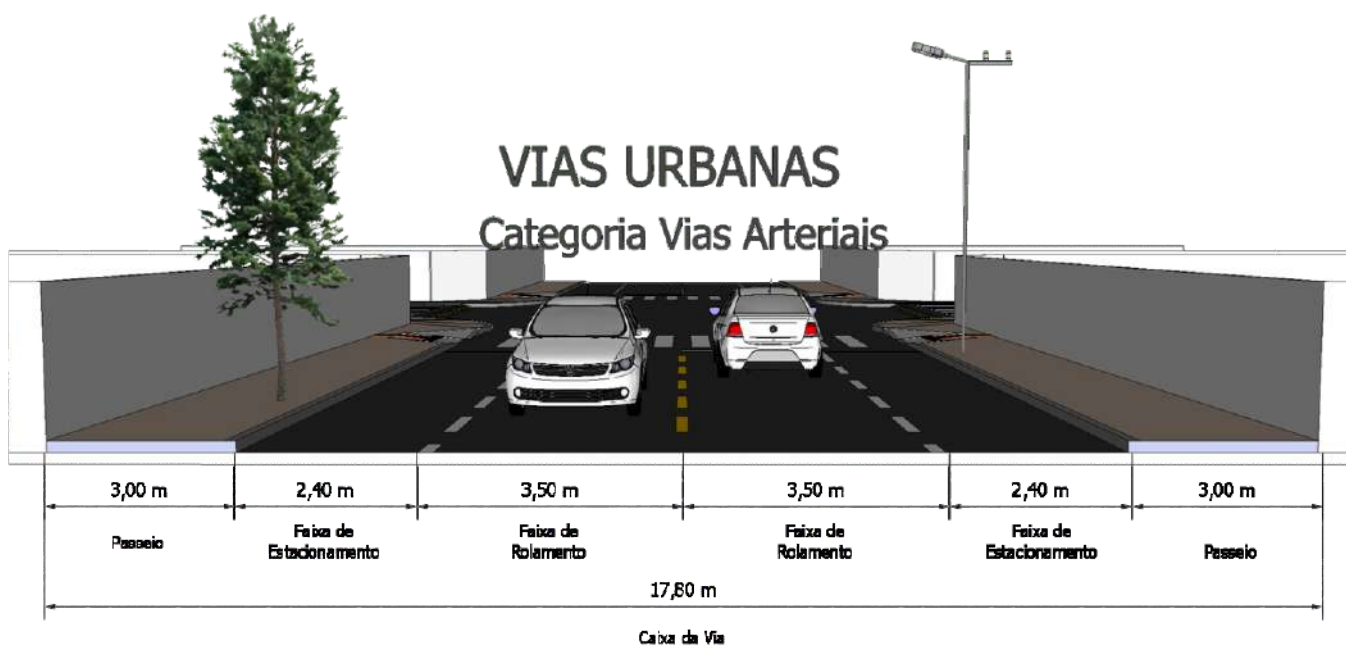 VIAS URBANAS
Categoria Vias Arteriais
3,00 m
2,40 m
3,50 m
3,50 m
2,40 m
3,00 m
Passeio
Faixa de
Estacionamento
Faixa de
Rolamento
Faixa de
Rolamento
Faixa de
Estacionamento
Passeio
17,80 m
Caixa da Via